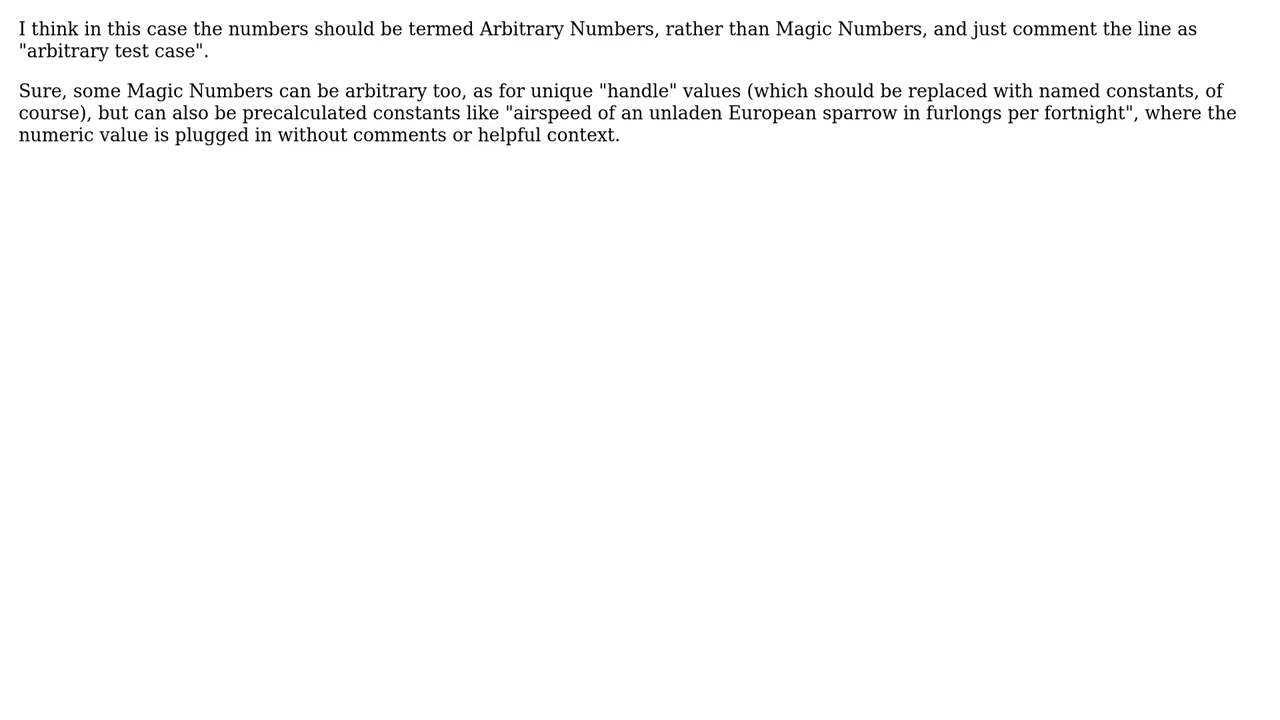 I think in this case the numbers should be termed Arbitrary Numbers, rather than Magic Numbers, and just comment the line as
"arbitrary test case".
Sure, some Magic Numbers can be arbitrary too, as for unique "handle" values (which should be replaced with named constants, of
course), but can also be precalculated constants like "airspeed of an unladen European sparrow in furlongs per fortnight", where the
numeric value is plugged in without comments or helpful context.